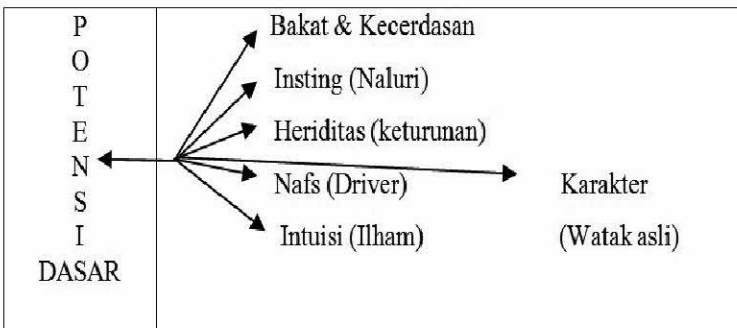 P
O
T
E
N
S
I
DASAR
Bakat & Kecerdasan
Insting (Naluri)
Heriditas (keturunan)
Nafs (Driver)
Karakter
Intuisi (Ilham)
(Watak asli)